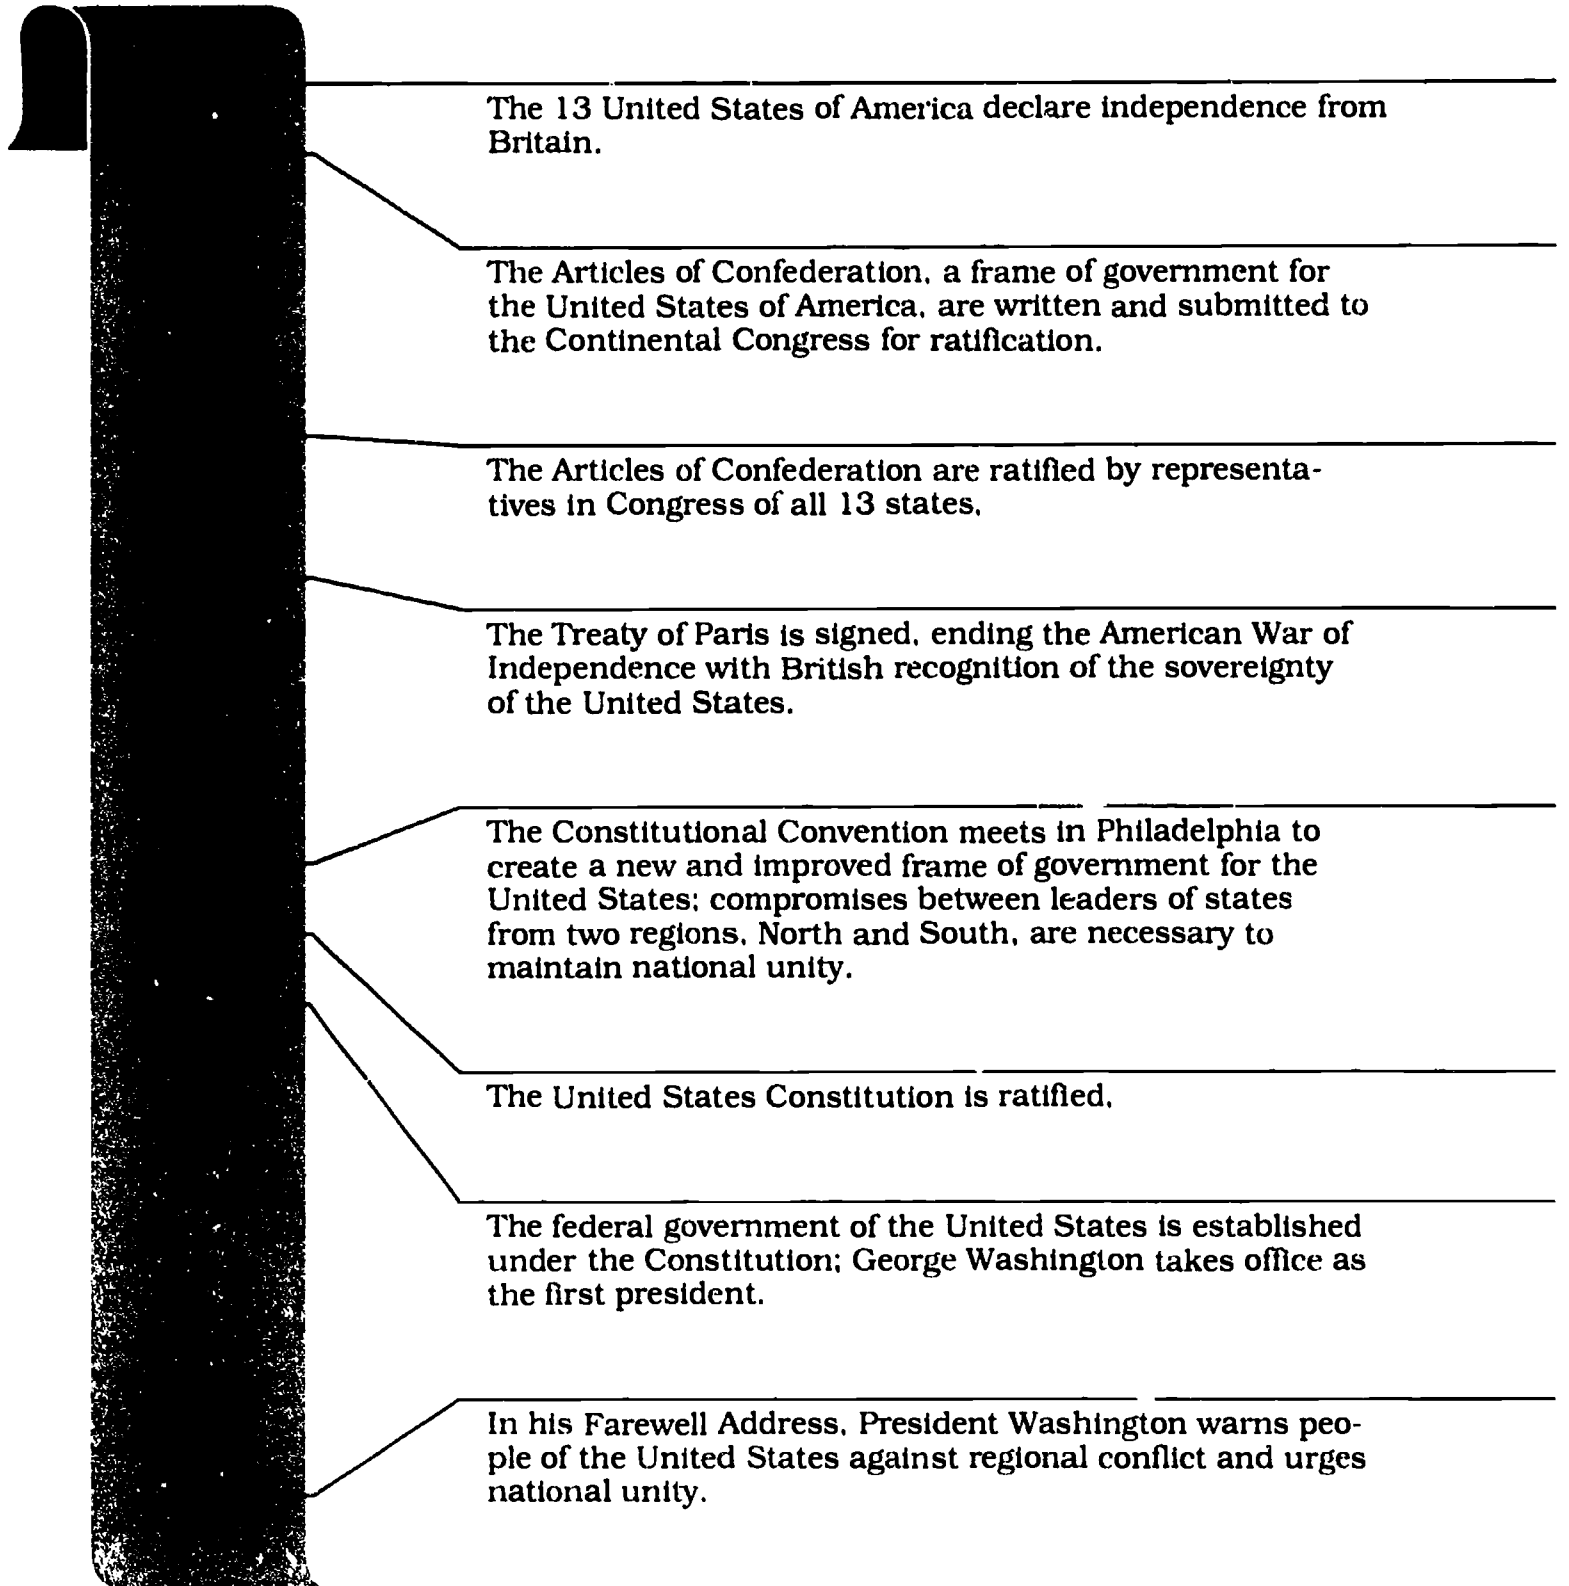 The 13 United States of America declare independence from
Britain.
The Articles of Confederation, a frame of government for
the United States of America, are written and submitted to
the Continental Congress for ratification.
The Articles of Confederation are ratified by representa-
tives in Congress of all 13 states.
The Treaty of Paris is signed, ending the American War of
Independence with British recognition of the sovereignty
of the United States.
The Constitutional Convention meets in Philadelphia to
create a new and improved frame of government for the
United States; compromises between leaders of states
from two regions, North and South, are necessary to
maintain national unity.
The United States Constitution is ratified.
The federal government of the United States is established
under the Constitution; George Washington takes office as
the first president.
In his Farewell Address, President Washington warns peo-
ple of the United States against regional conflict and urges
national unity.